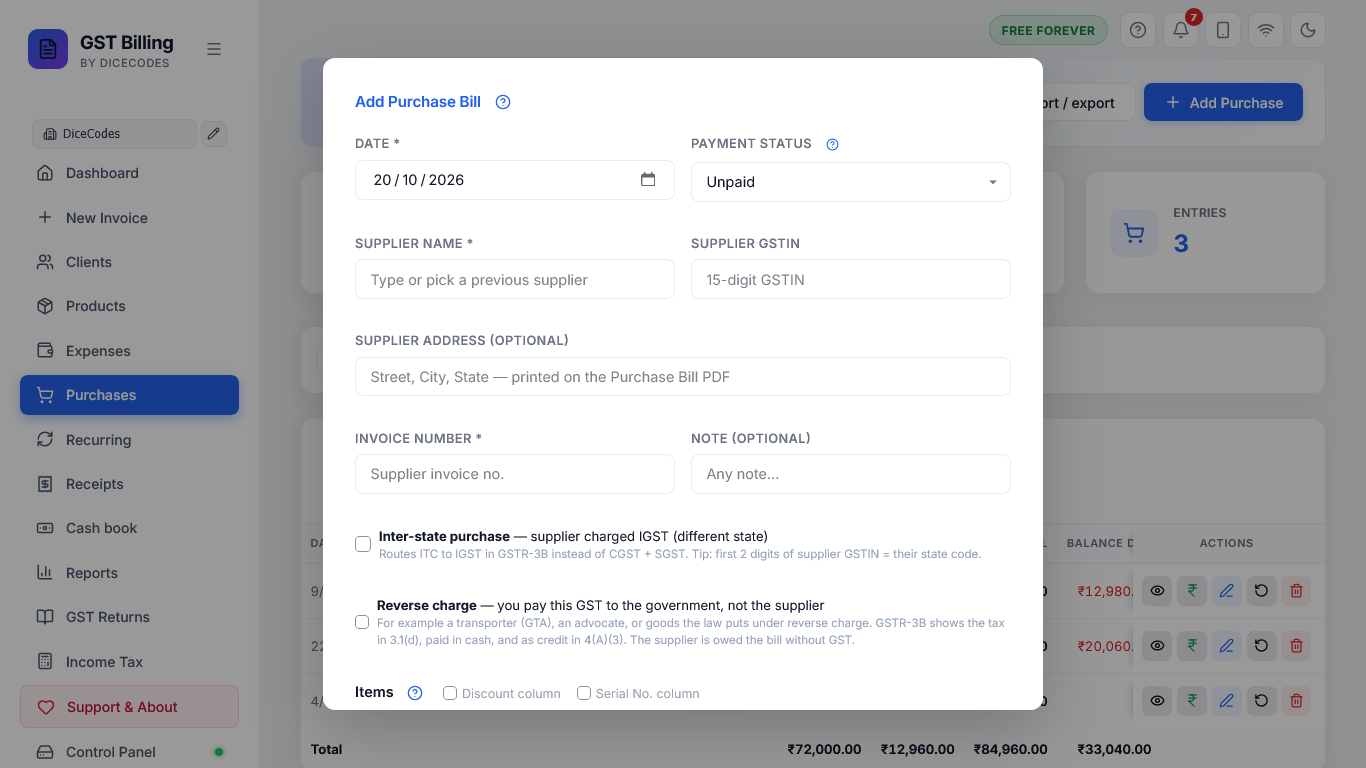 GST Billing
BY DICECODES
DiceCodes
Dashboard
New Invoice
Clients
Products
Expenses
Purchases
Recurring
Receipts
Cash book
Reports
GST Returns
Income Tax
Support & About
Control Panel
FREE FOREVER
7
ort / export
Add Purchase
ENTRIES
3
Add Purchase Bill
DATE *
PAYMENT STATUS
20/10/2026
Unpaid
SUPPLIER NAME *
SUPPLIER GSTIN
Type or pick a previous supplier
15-digit GSTIN
SUPPLIER ADDRESS (OPTIONAL)
Street, City, State — printed on the Purchase Bill PDF
INVOICE NUMBER *
NOTE (OPTIONAL)
Supplier invoice no.
Any note...
Inter-state purchase — supplier charged IGST (different state)
Routes ITC to IGST in GSTR-3B instead of CGST + SGST. Tip: first 2 digits of supplier GSTIN = their state code.
Reverse charge — you pay this GST to the government, not the supplier
For example a transporter (GTA), an advocate, or goods the law puts under reverse charge. GSTR-3B shows the tax
in 3.1(d), paid in cash, and as credit in 4(A)(3). The supplier is owed the bill without GST.
Items
Discount column
Serial No. column
BALANCE D
ACTIONS
₹12,980.
₹20,060.
Total
₹72,000.00
₹12,960.00
₹84,960.00
₹33,040.00